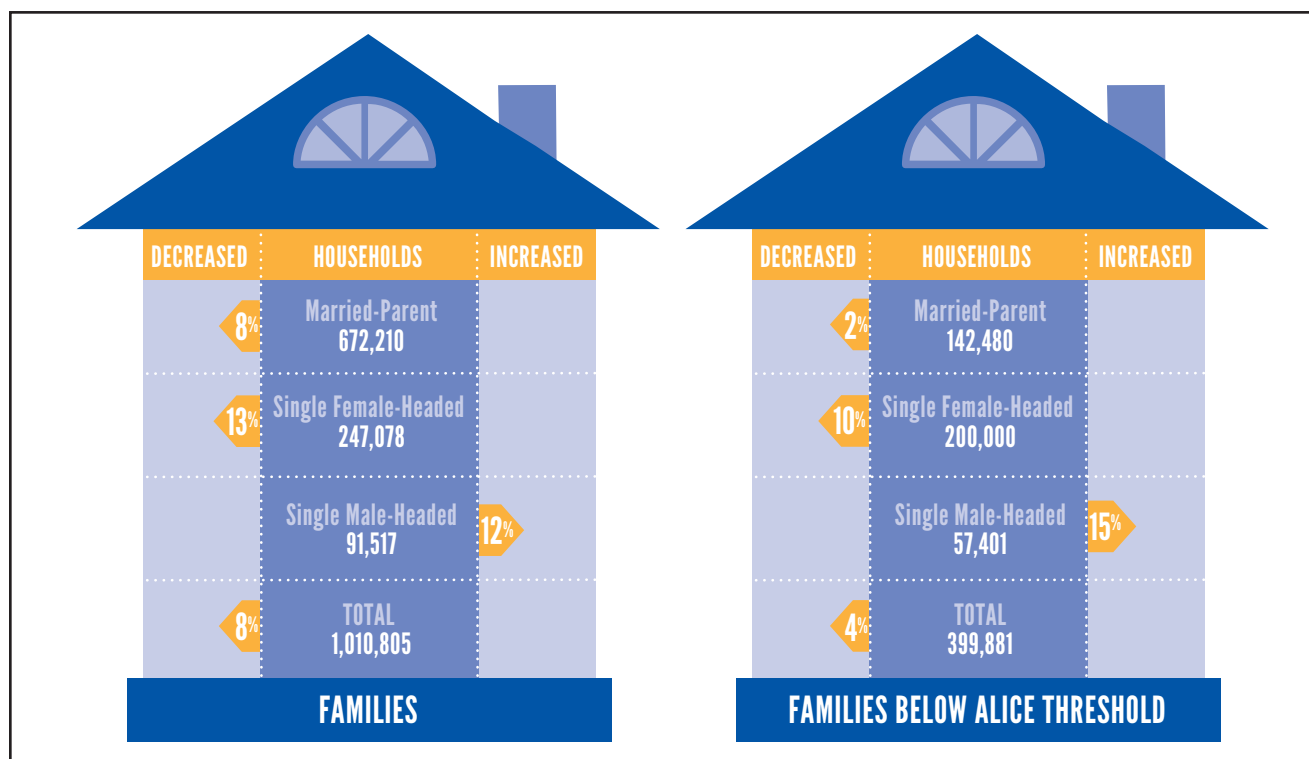 DECREASED HOUSEHOLDS INCREASED
Married-Parent
8% 672,210
Single Female-Headed
13% 247,078
Single Male-Headed
91,517 12%
TOTAL
8% 1,010,805
FAMILIES
DECREASED HOUSEHOLDS INCREASED
Married-Parent
2% 142,480
Single Female-Headed
10% 200,000
Single Male-Headed
57,401 15%
TOTAL
4% 399,881
FAMILIES BELOW ALICE THRESHOLD